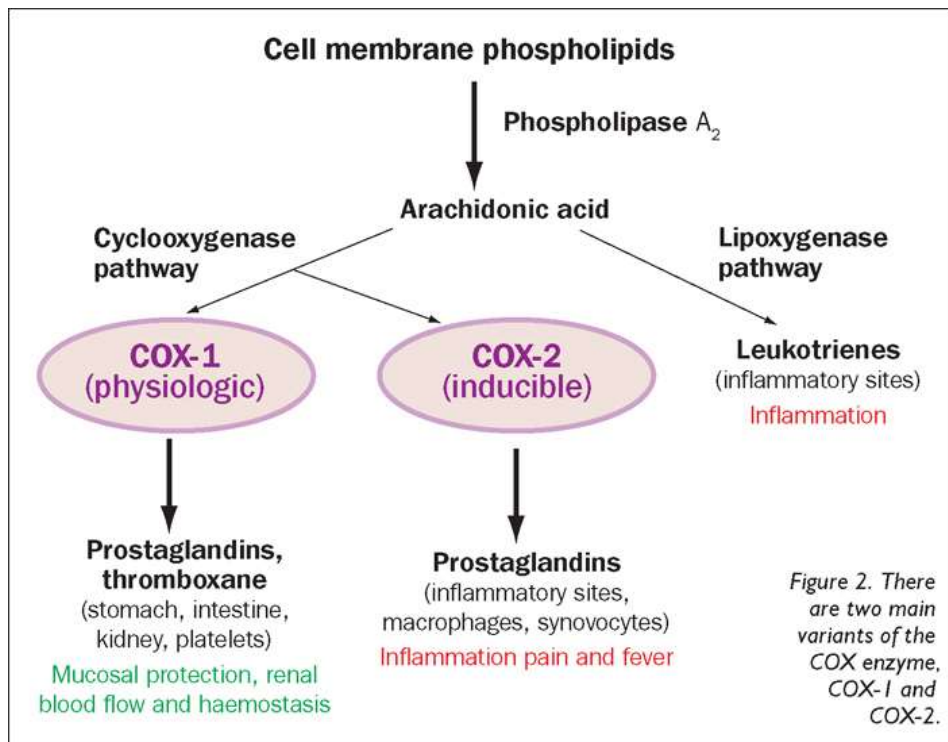 Cell membrane phospholipids
Phospholipase A₂
Arachidonic acid
Cyclooxygenase
pathway
Lipoxygenase
pathway
COX-1
(physiologic)
COX-2
(inducible)
Leukotrienes
(inflammatory sites)
Inflammation
Prostaglandins,
thromboxane
(stomach, intestine,
kidney, platelets)
Mucosal protection, renal
blood flow and haemostasis
Prostaglandins
(inflammatory sites,
macrophages, synovocytes)
Inflammation pain and fever
Figure 2. There
are two main
variants of the
COX enzyme,
COX-1 and
COX-2.